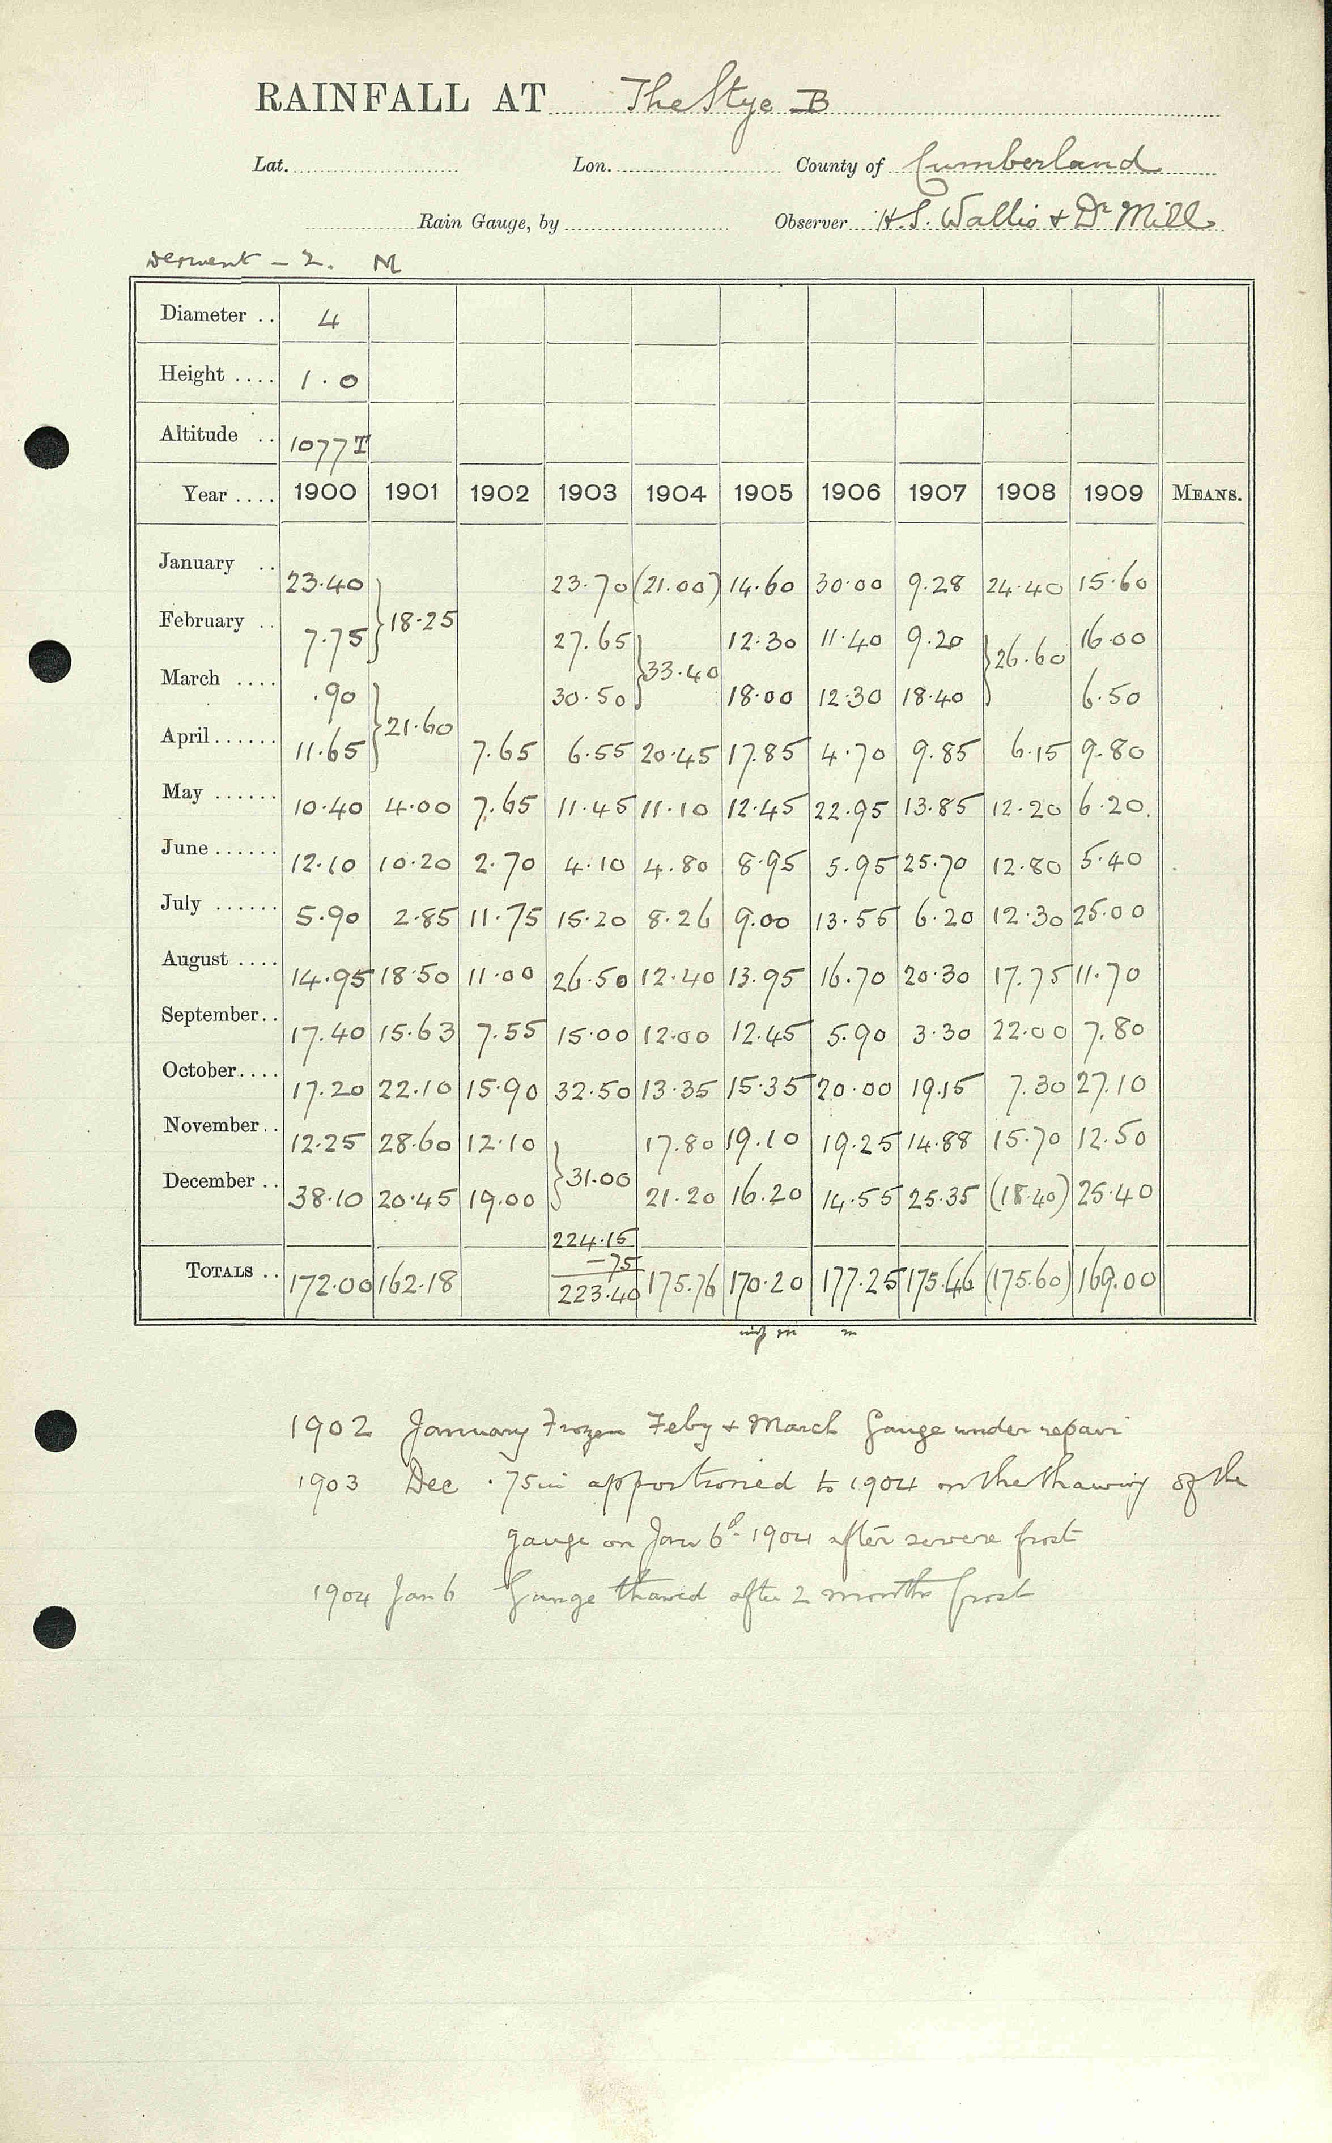 RAINFALL AT The Stye B
Lat. Lon. County of Cumberland
Rain Gauge, by Observer H.S. Wallis & Dr Mill
Derwent - 2. M
Diameter .. 4
Height .... 1.0
Altitude .. 1077 T
Year .... 1900 1901 1902 1903 1904 1905 1906 1907 1908 1909 MEANS.
January .. 23.40 23.70 (21.00) 14.60 30.00 9.28 24.40 15.60
February .. 7.75 } 18.25 27.65 12.30 11.40 9.20 } 26.60 16.00
March .... .90 30.50 } 33.40 18.00 12.30 18.40 6.50
April...... 11.65 } 21.60 7.65 6.55 20.45 17.85 4.70 9.85 6.15 9.80
May ...... 10.40 4.00 7.65 11.45 11.10 12.45 22.95 13.85 12.20 6.20.
June...... 12.10 10.20 2.70 4.10 4.80 8.95 5.95 25.70 12.80 5.40
July ...... 5.90 2.85 11.75 15.20 8.26 9.00 13.55 6.20 12.30 25.00
August .... 14.95 18.50 11.00 26.50 12.40 13.95 16.70 20.30 17.75 11.70
September.. 17.40 15.63 7.55 15.00 12.00 12.45 5.90 3.30 22.00 7.80
October.... 17.20 22.10 15.90 32.50 13.35 15.35 20.00 19.15 7.30 27.10
November.. 12.25 28.60 12.10 17.80 19.10 19.25 14.88 15.70 12.50
December .. 38.10 20.45 19.00 } 31.00 21.20 16.20 14.55 25.35 (18.40) 25.40
224.15
-75
TOTALS .. 172.00 162.18 223.40 175.76 170.20 177.25 175.46 (175.60) 169.00
1902 January Frozen Feby & March Gauge under repair
1903 Dec .75in apportioned to 1904 on the thawing of the
gauge on Jan 6th 1904 after severe frost
1904 Jan 6 Gauge thawed after 2 months frost